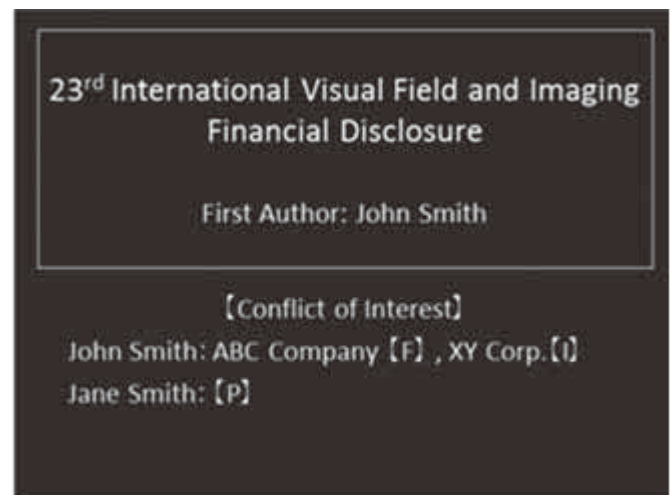 23rd International Visual Field and Imaging
Financial Disclosure
First Author: John Smith
【Conflict of Interest】
John Smith: ABC Company【F】, XY Corp.【I】
Jane Smith:【P】